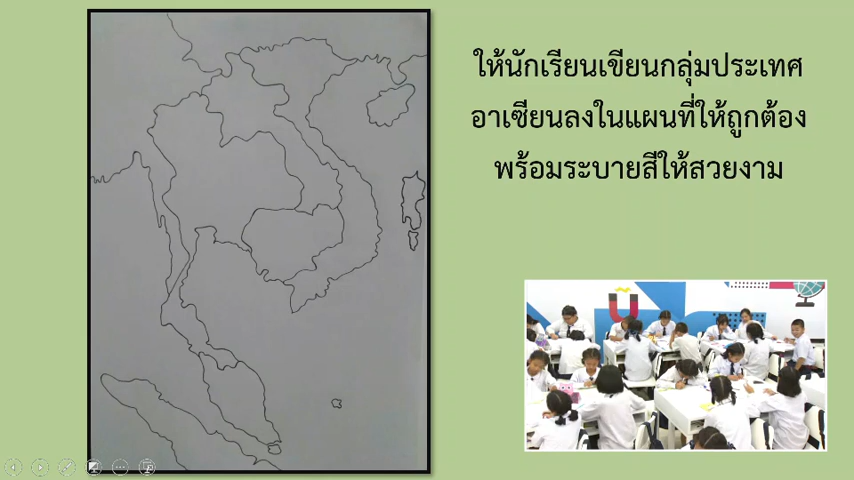 ให้นักเรียนเขียนกลุ่มประเทศ
อาเซียนลงในแผนที่ให้ถูกต้อง
พร้อมระบายสีให้สวยงาม